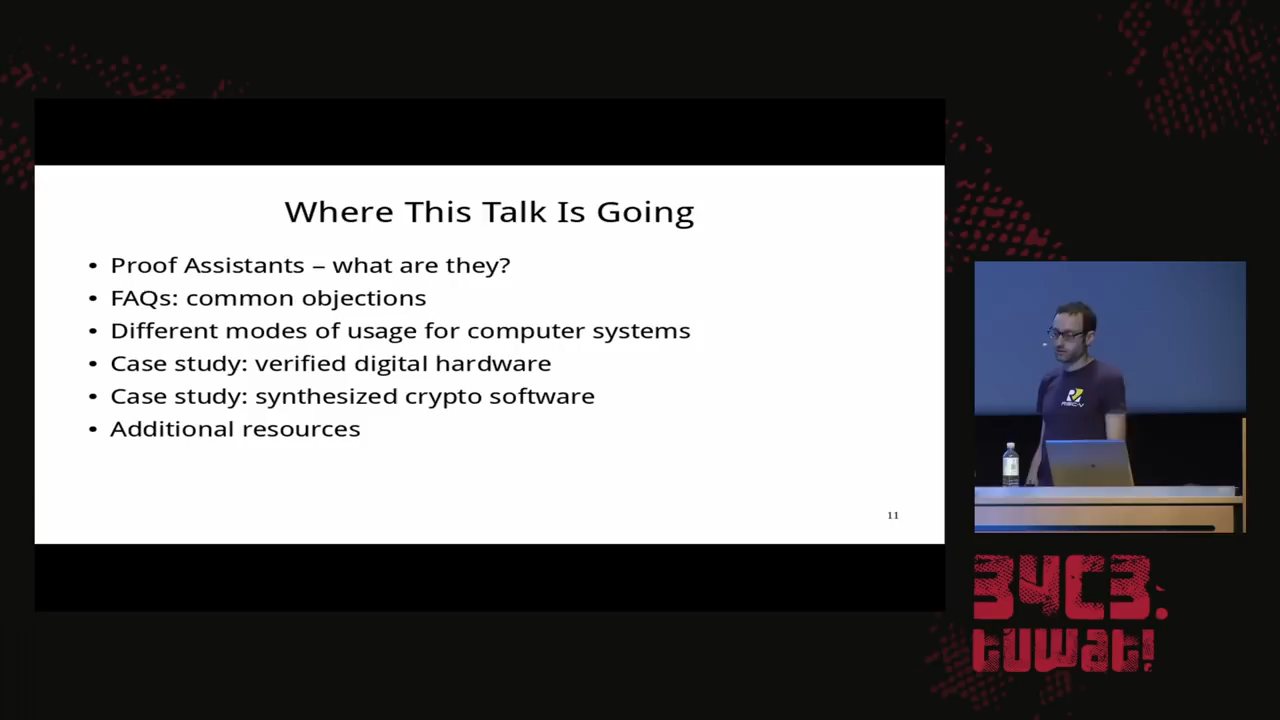 Where This Talk Is Going
• Proof Assistants – what are they?
• FAQs: common objections
• Different modes of usage for computer systems
• Case study: verified digital hardware
• Case study: synthesized crypto software
• Additional resources
11
RISC-V
34C3.
tuwat!